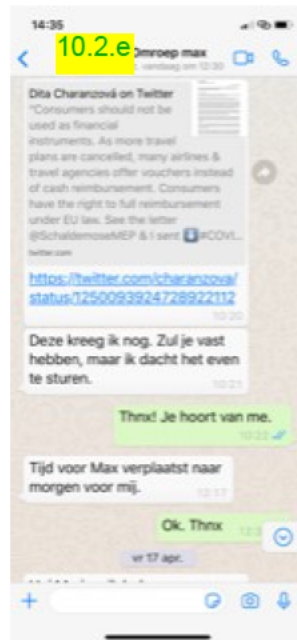 14:35
10.2.e Omroep max
vandaag om 12:30
Dita Charanzová on Twitter
"Consumers should not be
used as financial
instruments. As more travel
plans are cancelled, many airlines &
travel agencies offer vouchers instead
of cash reimbursement. Consumers
have the right to full reimbursement
under EU law. See the letter
@SchaldemoseMEP & I sent ⬇️#COVI...
twitter.com
https://twitter.com/charanzova/
status/1250093924728922112
10:20
Deze kreeg ik nog. Zul je vast
hebben, maar ik dacht het even
te sturen.
10:21
Thnx! Je hoort van me.
10:22
Tijd voor Max verplaatst naar
morgen voor mij.
12:17
Ok. Thnx
vr 17 apr.